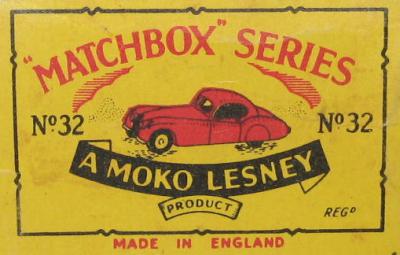 "MATCHBOX" SERIES
Nº32 Nº32
A MOKO LESNEY
PRODUCT
REGᴰ
MADE IN ENGLAND